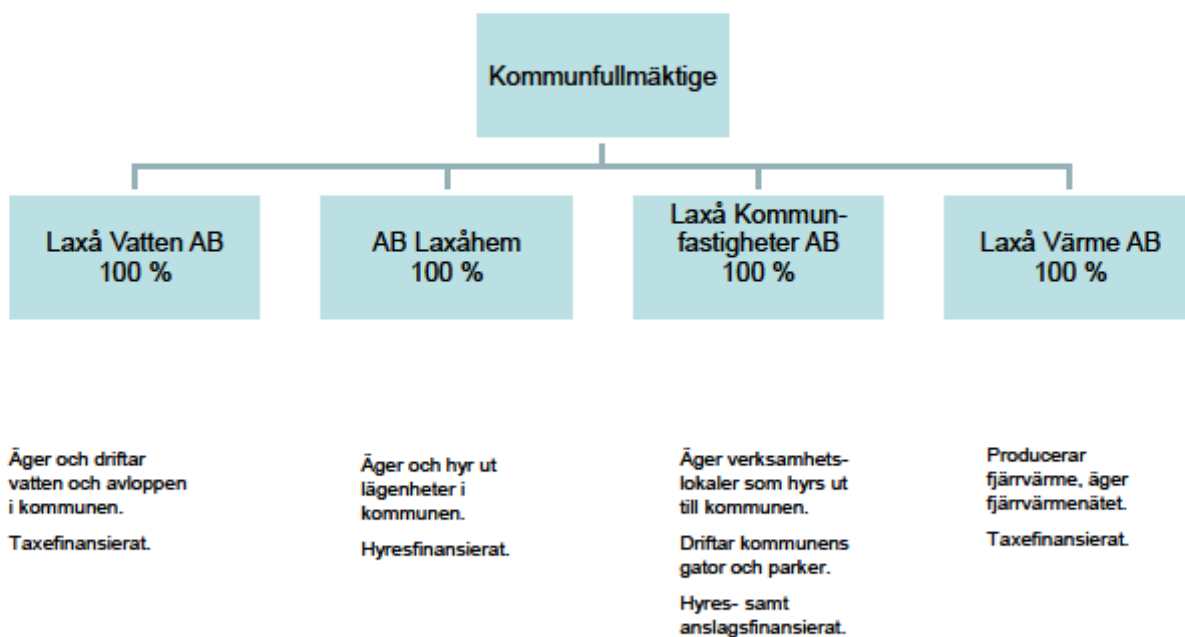 Kommunfullmäktige
Laxå Vatten AB
100 %
AB Laxåhem
100 %
Laxå Kommun-
fastigheter AB
100 %
Laxå Värme AB
100 %
Äger och driftar
vatten och avloppen
i kommunen.
Taxefinansierat.
Äger och hyr ut
lägenheter i
kommunen.
Hyresfinansierat.
Äger verksamhets-
lokaler som hyrs ut
till kommunen.
Driftar kommunens
gator och parker.
Hyres- samt
anslagsfinansierat.
Producerar
fjärrvärme, äger
fjärrvärmenätet.
Taxefinansierat.